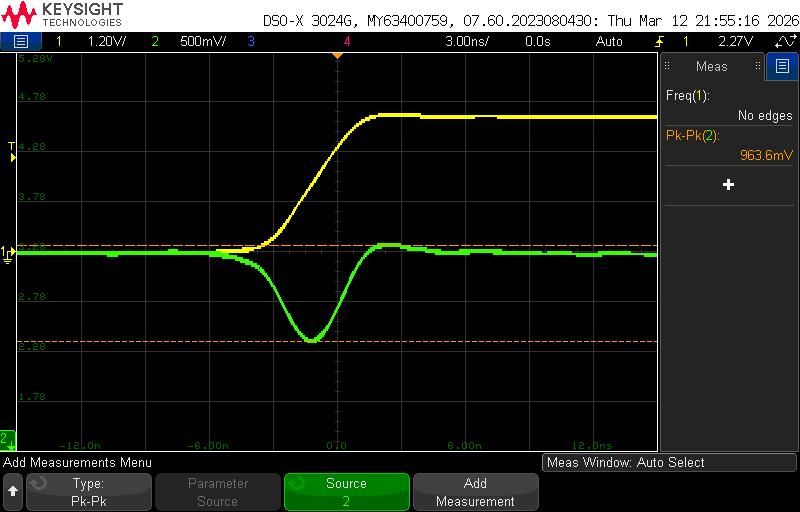 KEYSIGHT
TECHNOLOGIES
DSO-X 3024G, MY63400759, 07.60.2023080430: Thu Mar 12 21:55:16 2026
1 1.20V/ 2 500mV/ 3 4 3.00ns/ 0.0s Auto 1 2.27V
5.28V
4.78
4.28
3.78
3.28
2.78
2.28
1.78
T
1
2
-12.0n -6.00n 0.0 6.00n 12.0ns
Meas
Freq(1):
No edges
Pk-Pk(2):
963.6mV
Add Measurements Menu
Meas Window: Auto Select
Type:
Pk-Pk
Parameter
Source
Source
2
Add
Measurement